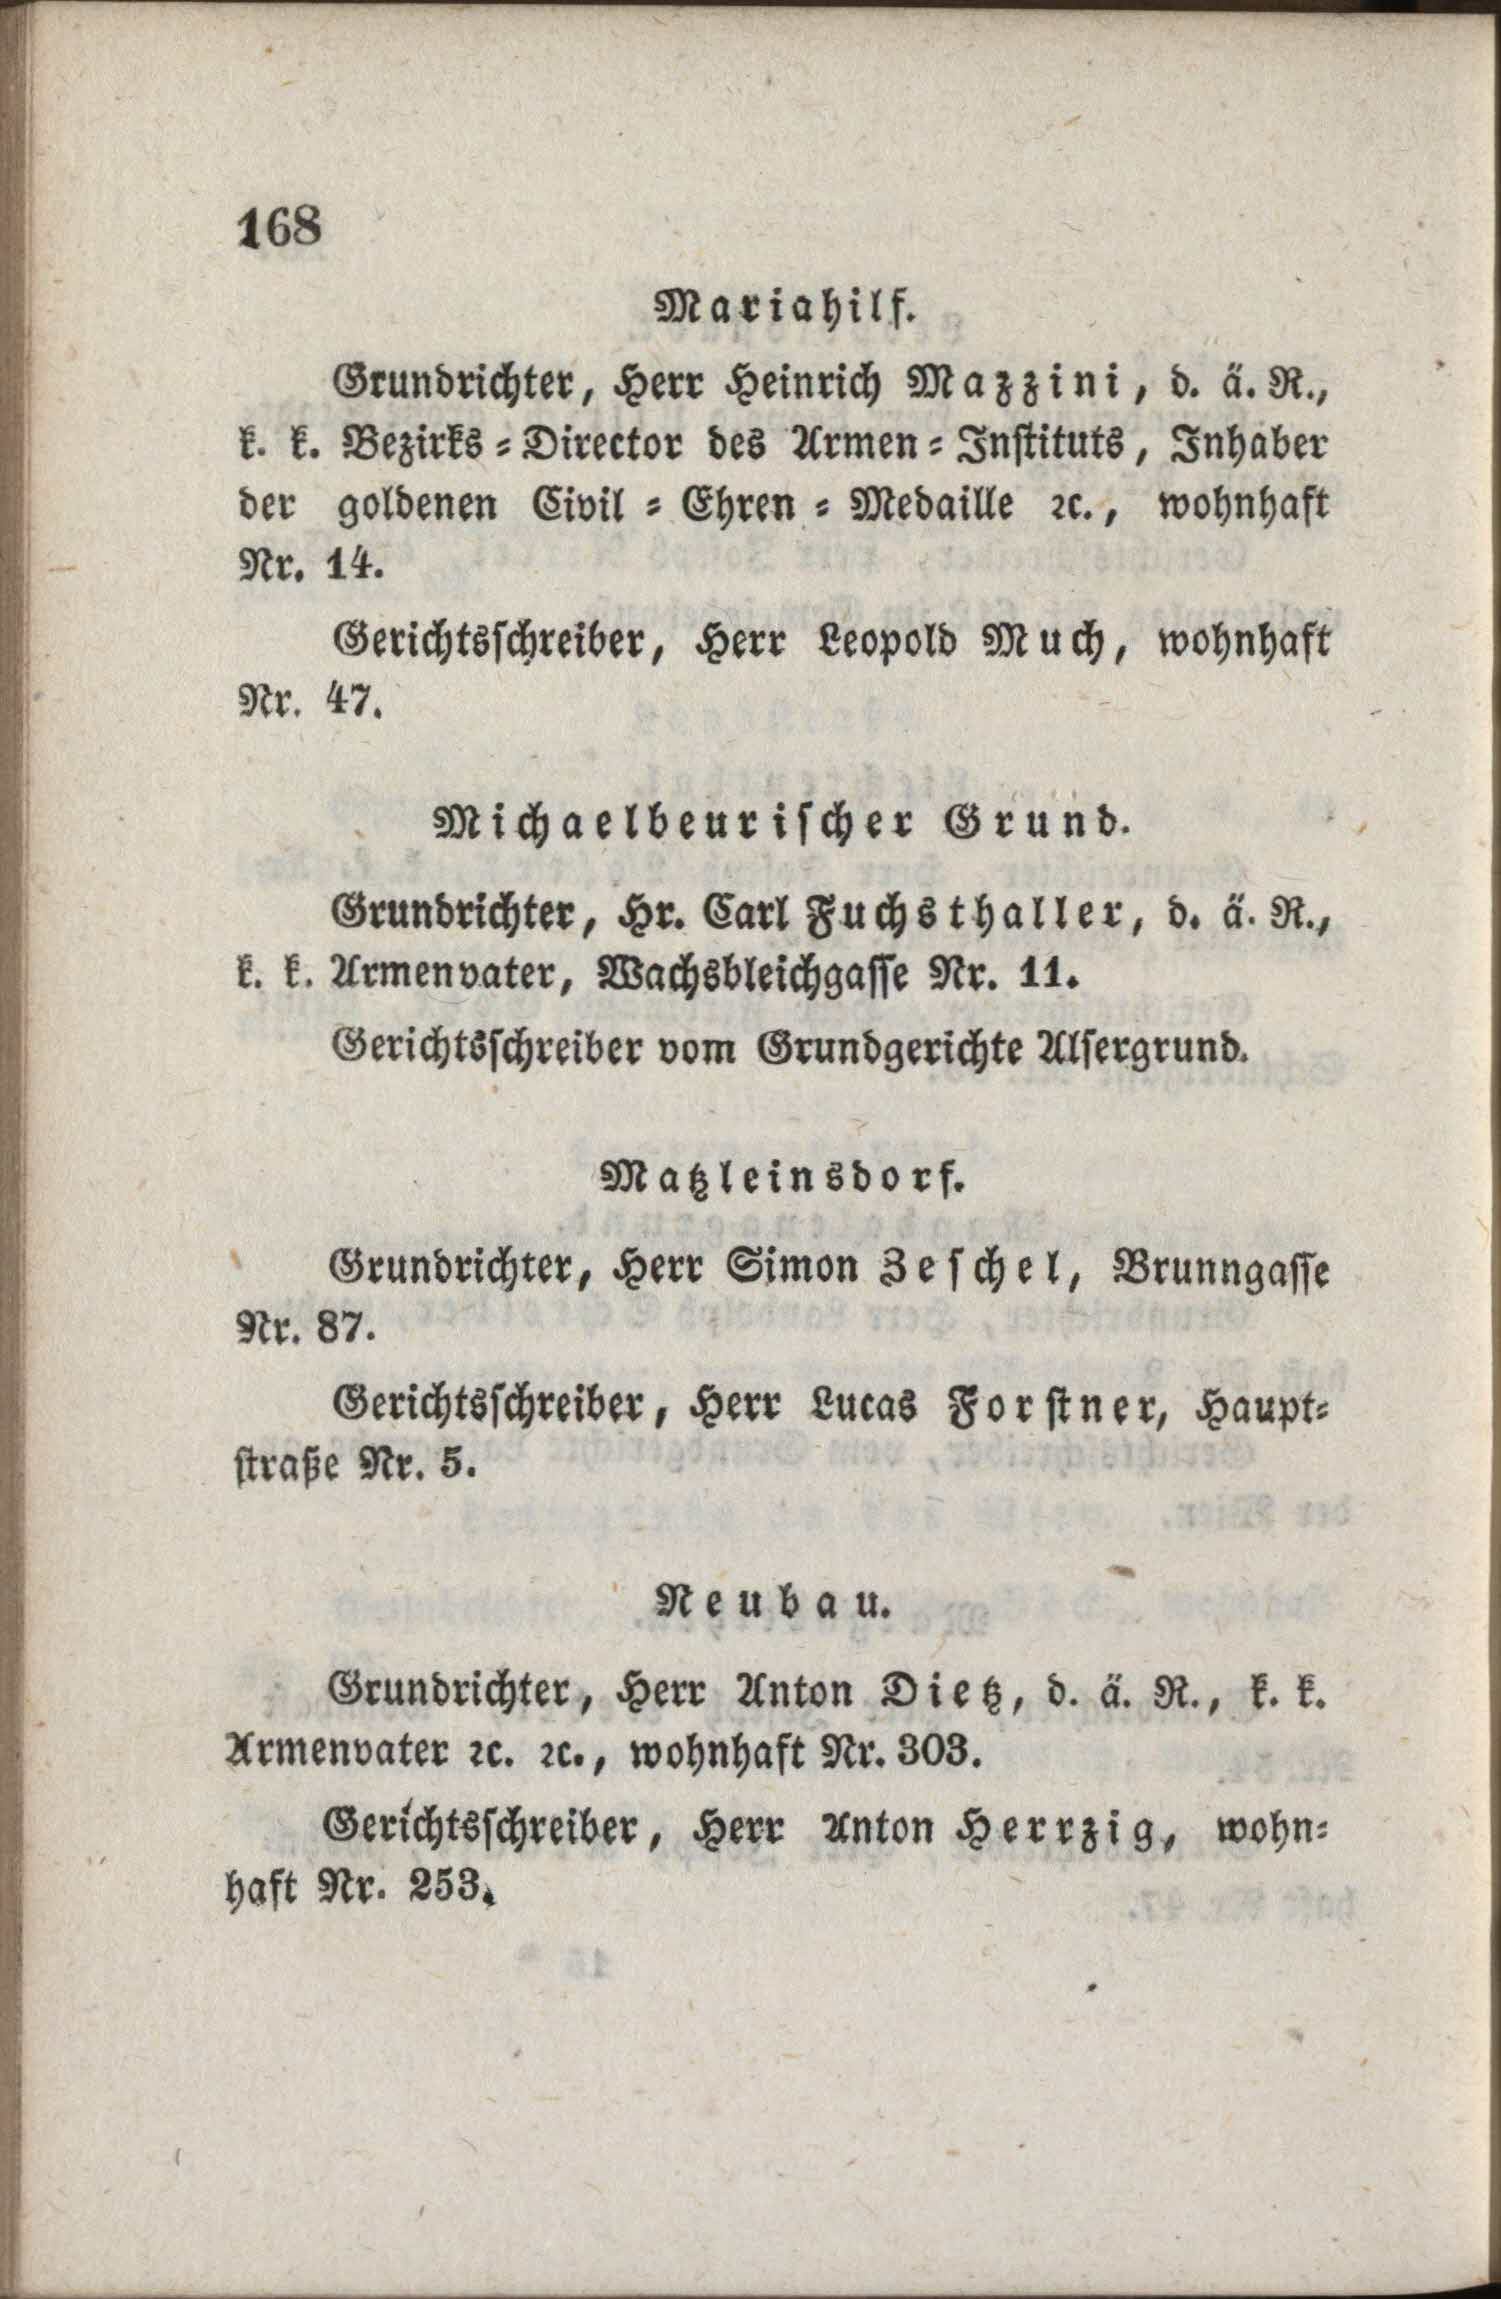 168
Mariahilf.
Grundrichter, Herr Heinrich Mazzini, d. ä. R.,
k. k. Bezirks-Director des Armen-Instituts, Inhaber
der goldenen Civil-Ehren-Medaille ꝛc., wohnhaft
Nr. 14.
Gerichtsschreiber, Herr Leopold Much, wohnhaft
Nr. 47.
Michaelbeurischer Grund.
Grundrichter, Hr. Carl Fuchsthaller, d. ä. R.,
k. k. Armenvater, Wachsbleichgasse Nr. 11.
Gerichtsschreiber vom Grundgerichte Alsergrund.
Matzleinsdorf.
Grundrichter, Herr Simon Zeschel, Brunngasse
Nr. 87.
Gerichtsschreiber, Herr Lucas Forstner, Haupt-
straße Nr. 5.
Neubau.
Grundrichter, Herr Anton Dietz, d. ä. R., k. k.
Armenvater ꝛc. ꝛc., wohnhaft Nr. 303.
Gerichtsschreiber, Herr Anton Herrzig, wohn-
haft Nr. 253.